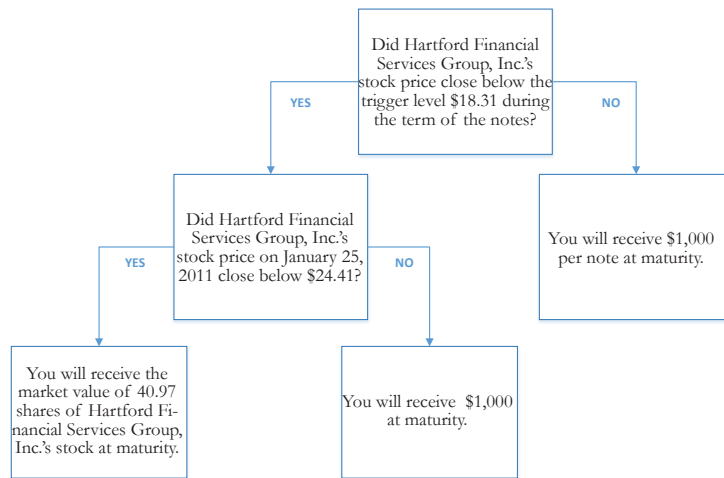 Did Hartford Financial
Services Group, Inc.'s
stock price close below the
trigger level $18.31 during
the term of the notes?
YES
NO
Did Hartford Financial
Services Group, Inc.'s
stock price on January 25,
2011 close below $24.41?
You will receive $1,000
per note at maturity.
YES
NO
You will receive the
market value of 40.97
shares of Hartford Fi-
nancial Services Group,
Inc.'s stock at maturity.
You will receive $1,000
at maturity.